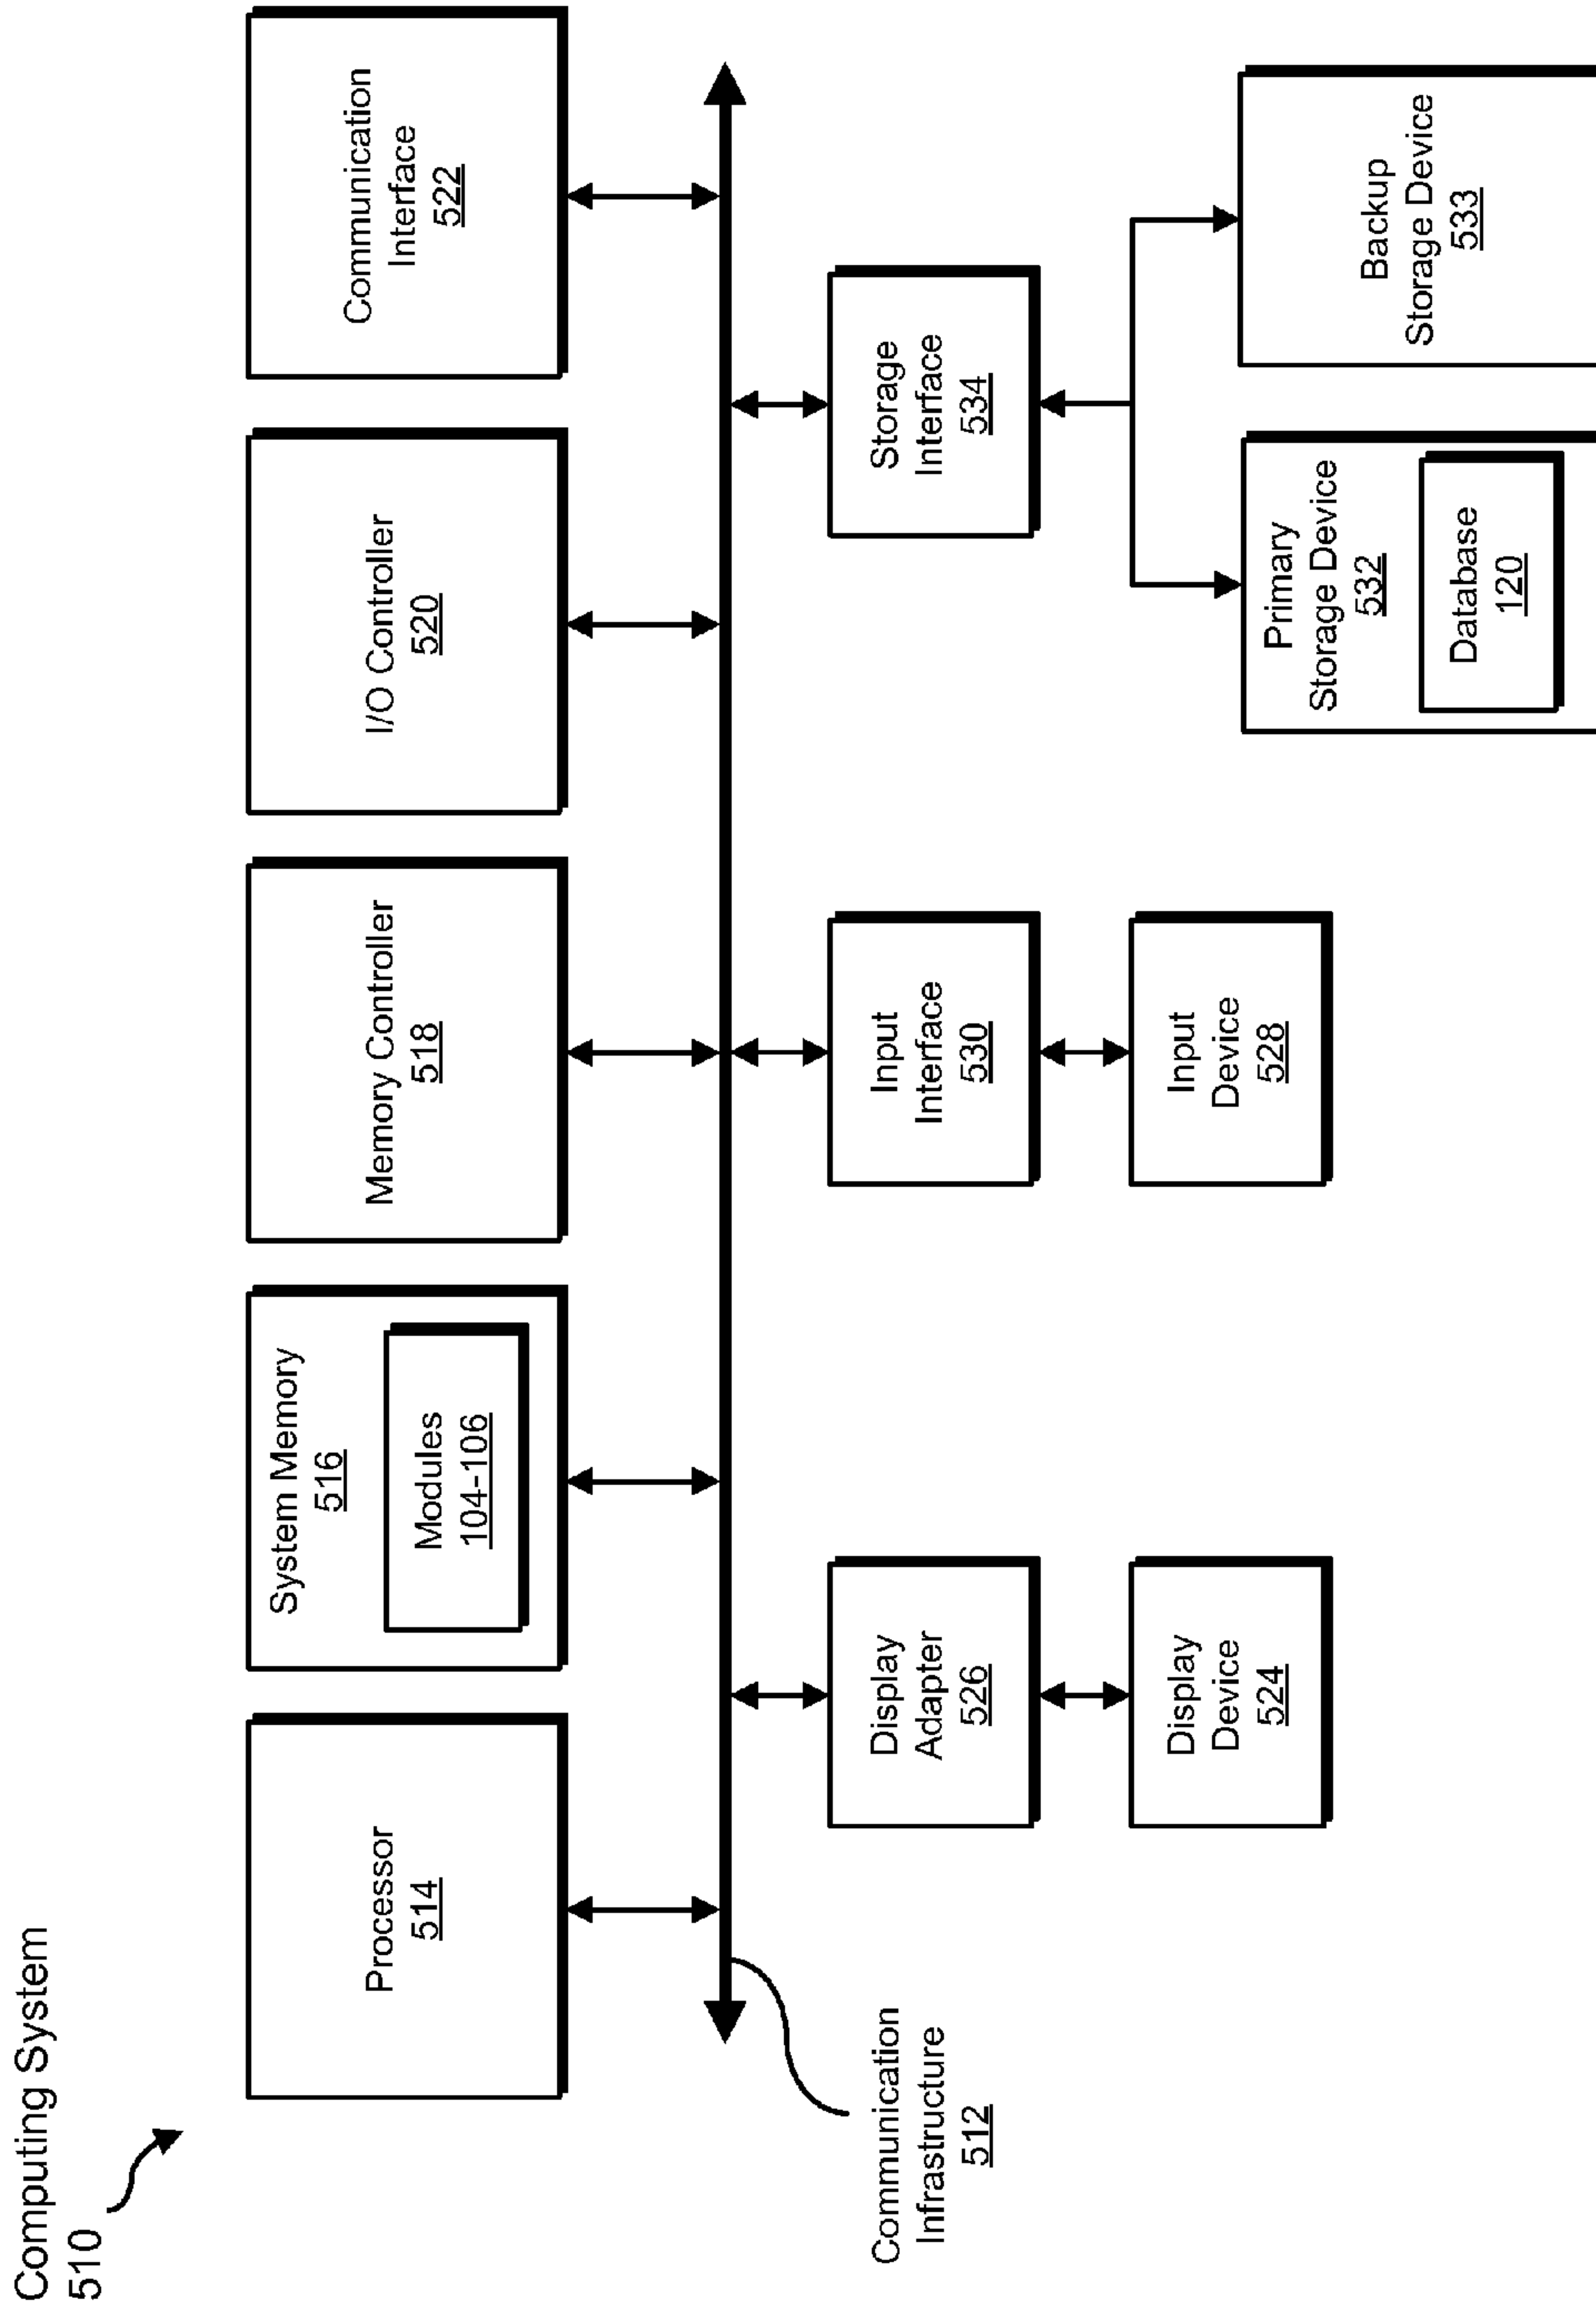 Computing System
510
Processor
514
System Memory
516
Modules
104-106
Memory Controller
518
I/O Controller
520
Communication
Interface
522
Communication
Infrastructure
512
Display
Adapter
526
Input
Interface
530
Storage
Interface
534
Display
Device
524
Input
Device
528
Primary
Storage Device
532
Database
120
Backup
Storage Device
533